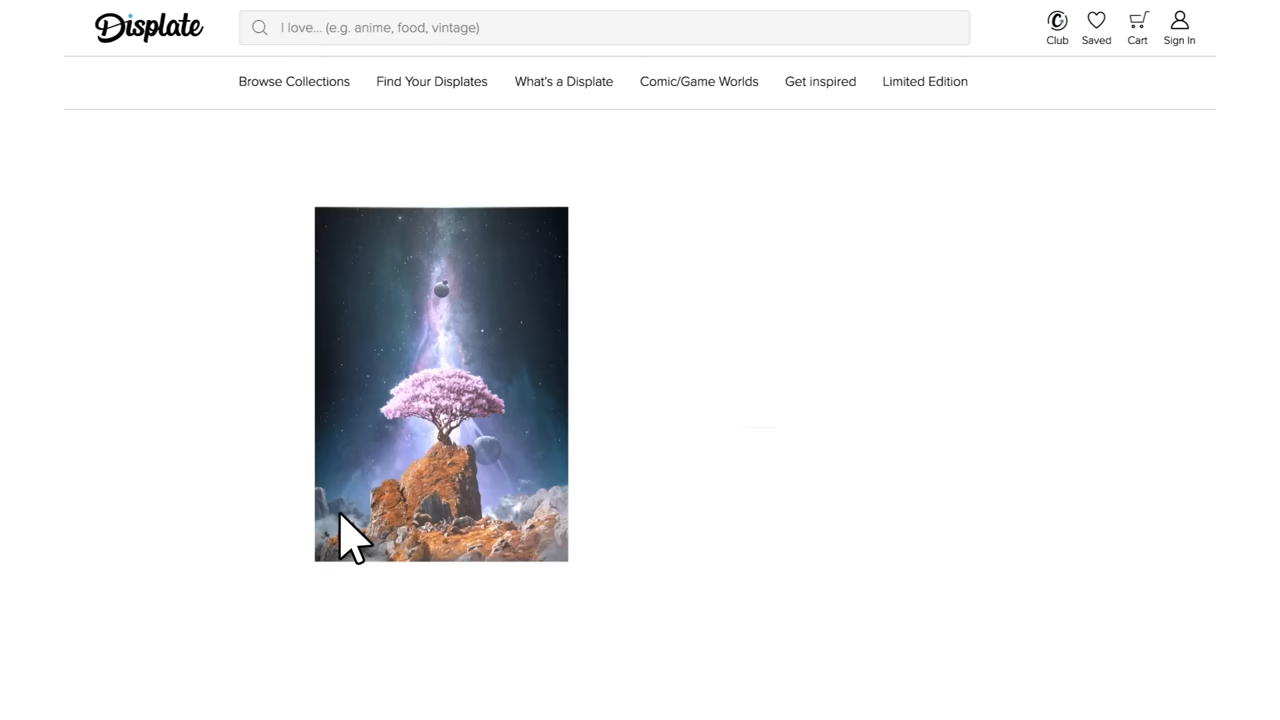 Displate
I love... (e.g. anime, food, vintage)
Club
Saved
Cart
Sign In
Browse Collections
Find Your Displates
What's a Displate
Comic/Game Worlds
Get inspired
Limited Edition